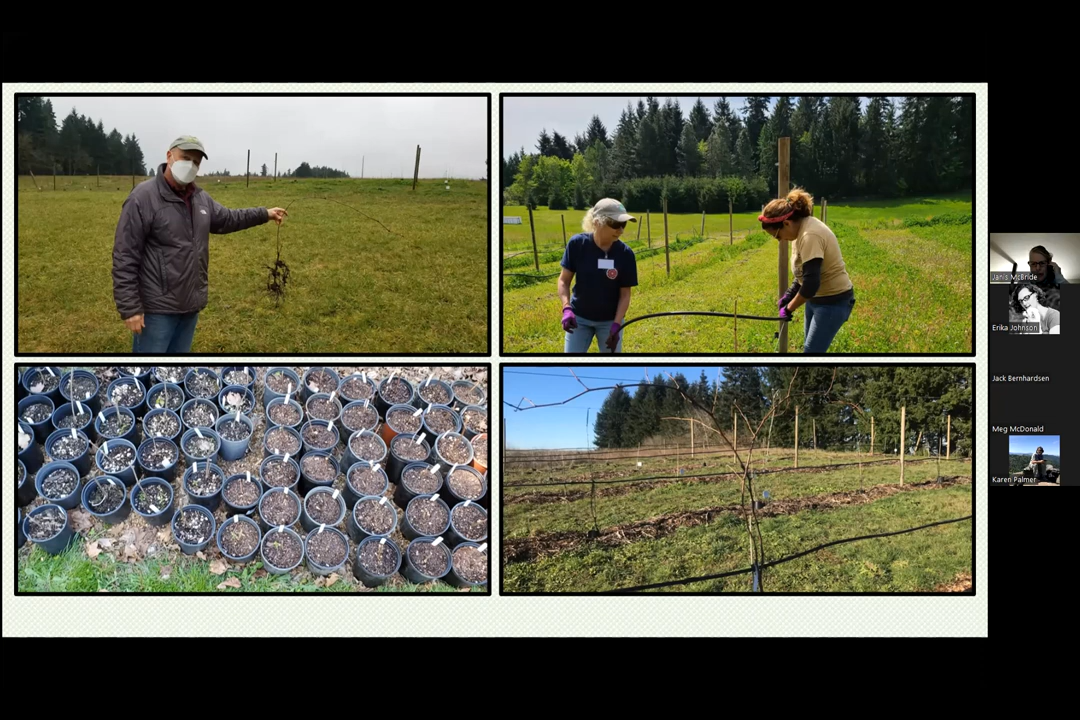 Janis McBride
Erika Johnson
Jack Bernhardsen
Meg McDonald
Karen Palmer